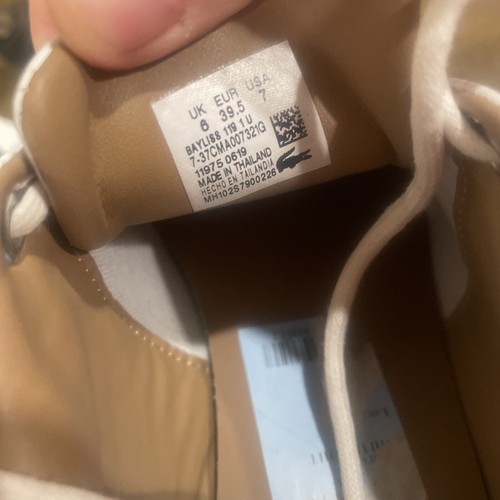 UK EUR USA
6 39.5 7
BAYLISS 119 1 U
7-37CMA007321G
11975 0619
MADE IN THAILAND
HECHO EN TAILANDIA
MH102S7900226